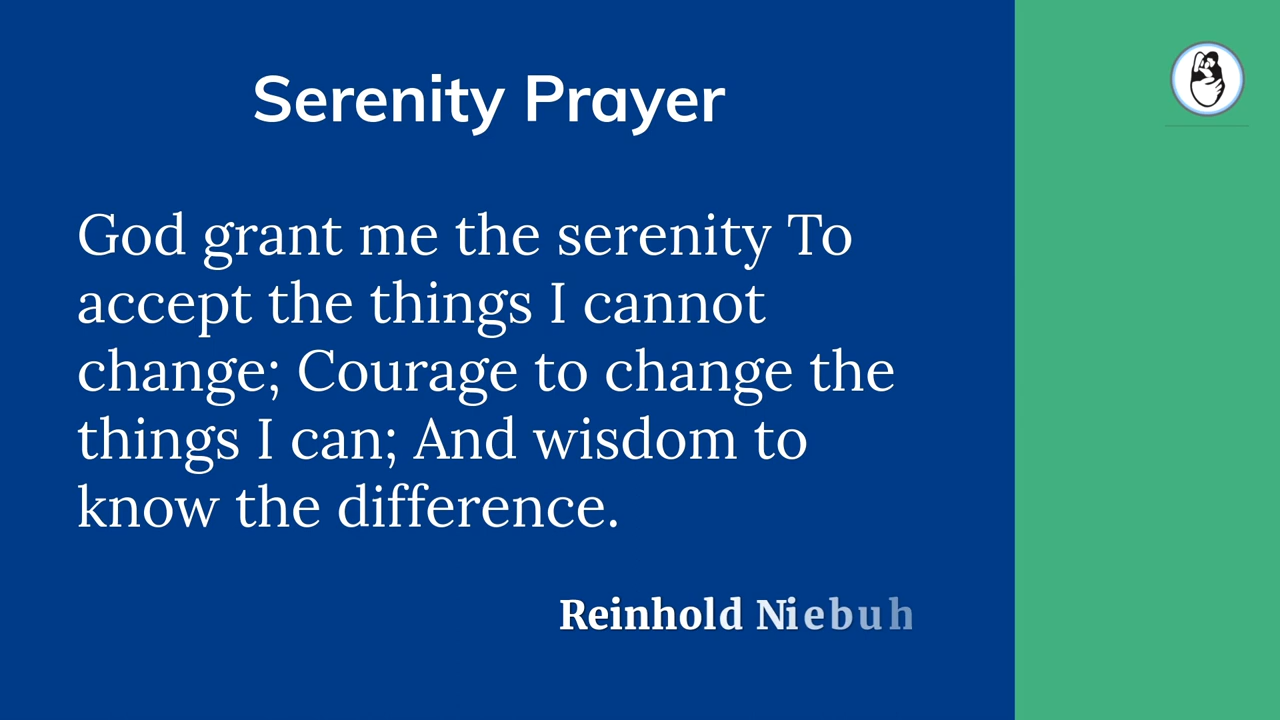 Serenity Prayer
God grant me the serenity To
accept the things I cannot
change; Courage to change the
things I can; And wisdom to
know the difference.
Reinhold Niebuh